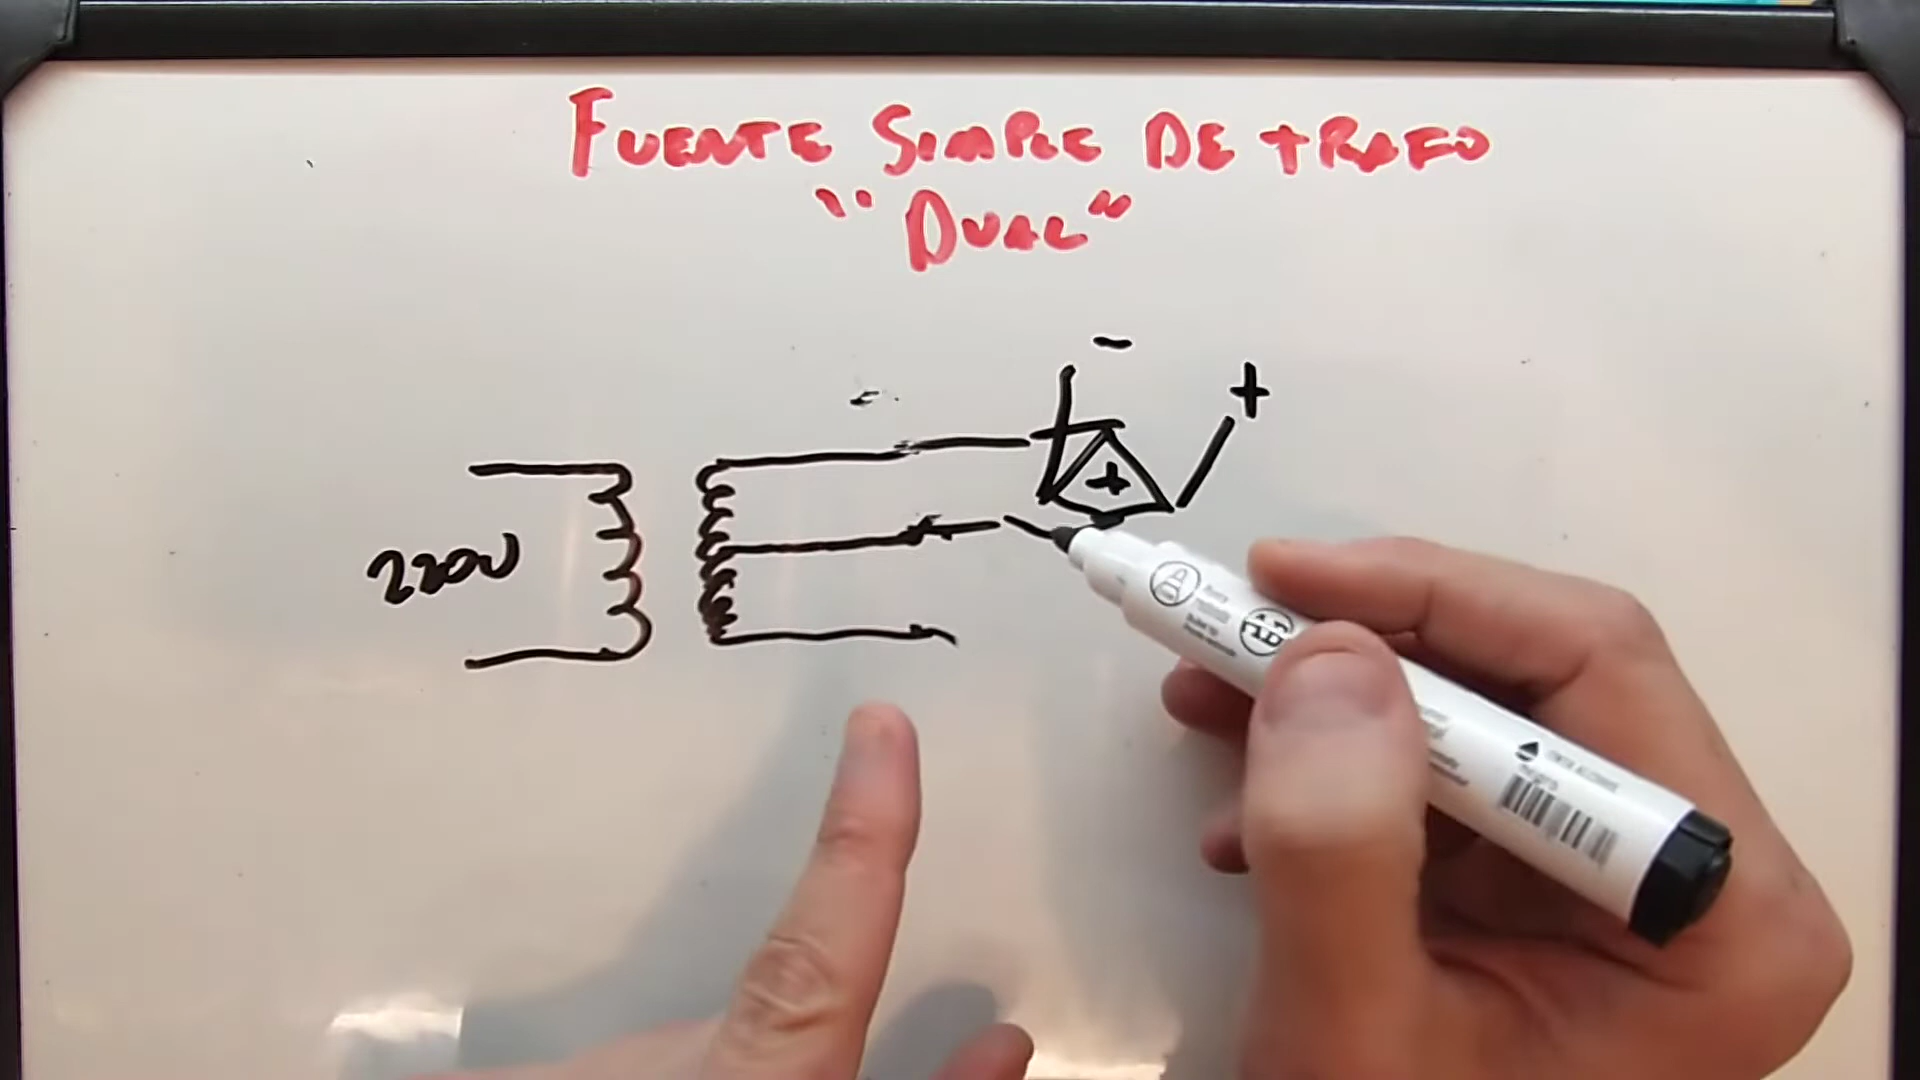 FUENTE SIMPLE DE TRAFO
"DUAL"
-
+
+
220V